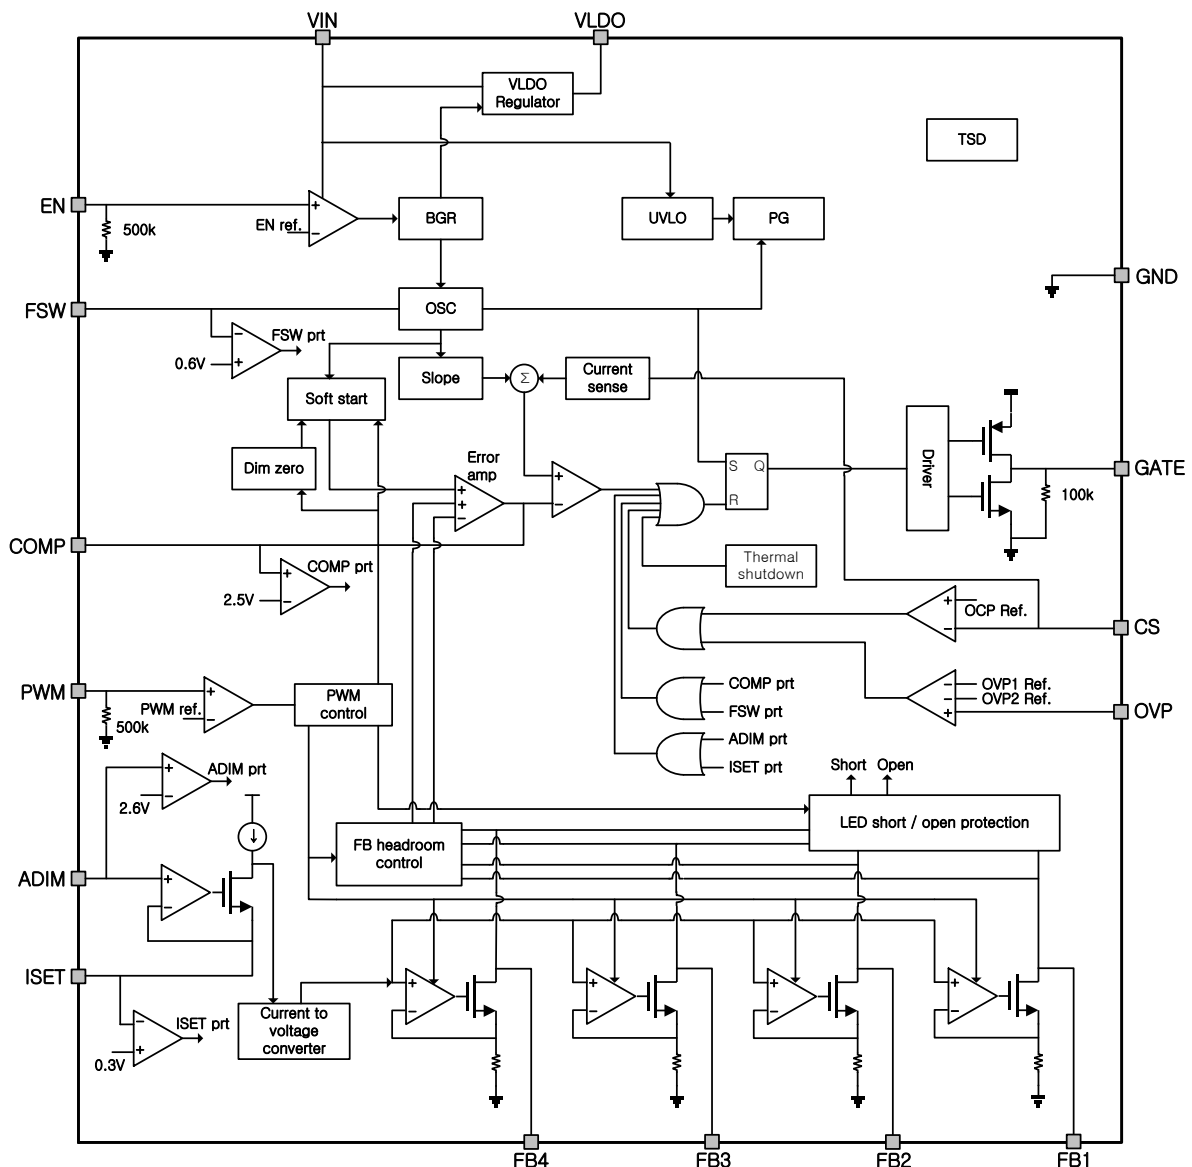 VIN
VLDO
VLDO
Regulator
TSD
EN
500k
EN ref.
+
−
BGR
UVLO
PG
GND
FSW
OSC
−
+
FSW prt
0.6V
Slope
Σ
Current
sense
Soft start
Dim zero
Error
amp
+
+
−
+
−
S
Q
R
Driver
GATE
100k
COMP
+
−
COMP prt
2.5V
Thermal
shutdown
+
−
OCP Ref.
CS
PWM
500k
PWM ref.
+
−
PWM
control
COMP prt
FSW prt
−
−
+
OVP1 Ref.
OVP2 Ref.
OVP
ADIM prt
ISET prt
+
−
ADIM prt
2.6V
Short
Open
LED short / open protection
FB headroom
control
ADIM
+
−
ISET
−
+
ISET prt
0.3V
Current to
voltage
converter
+
−
+
−
+
−
+
−
FB4
FB3
FB2
FB1